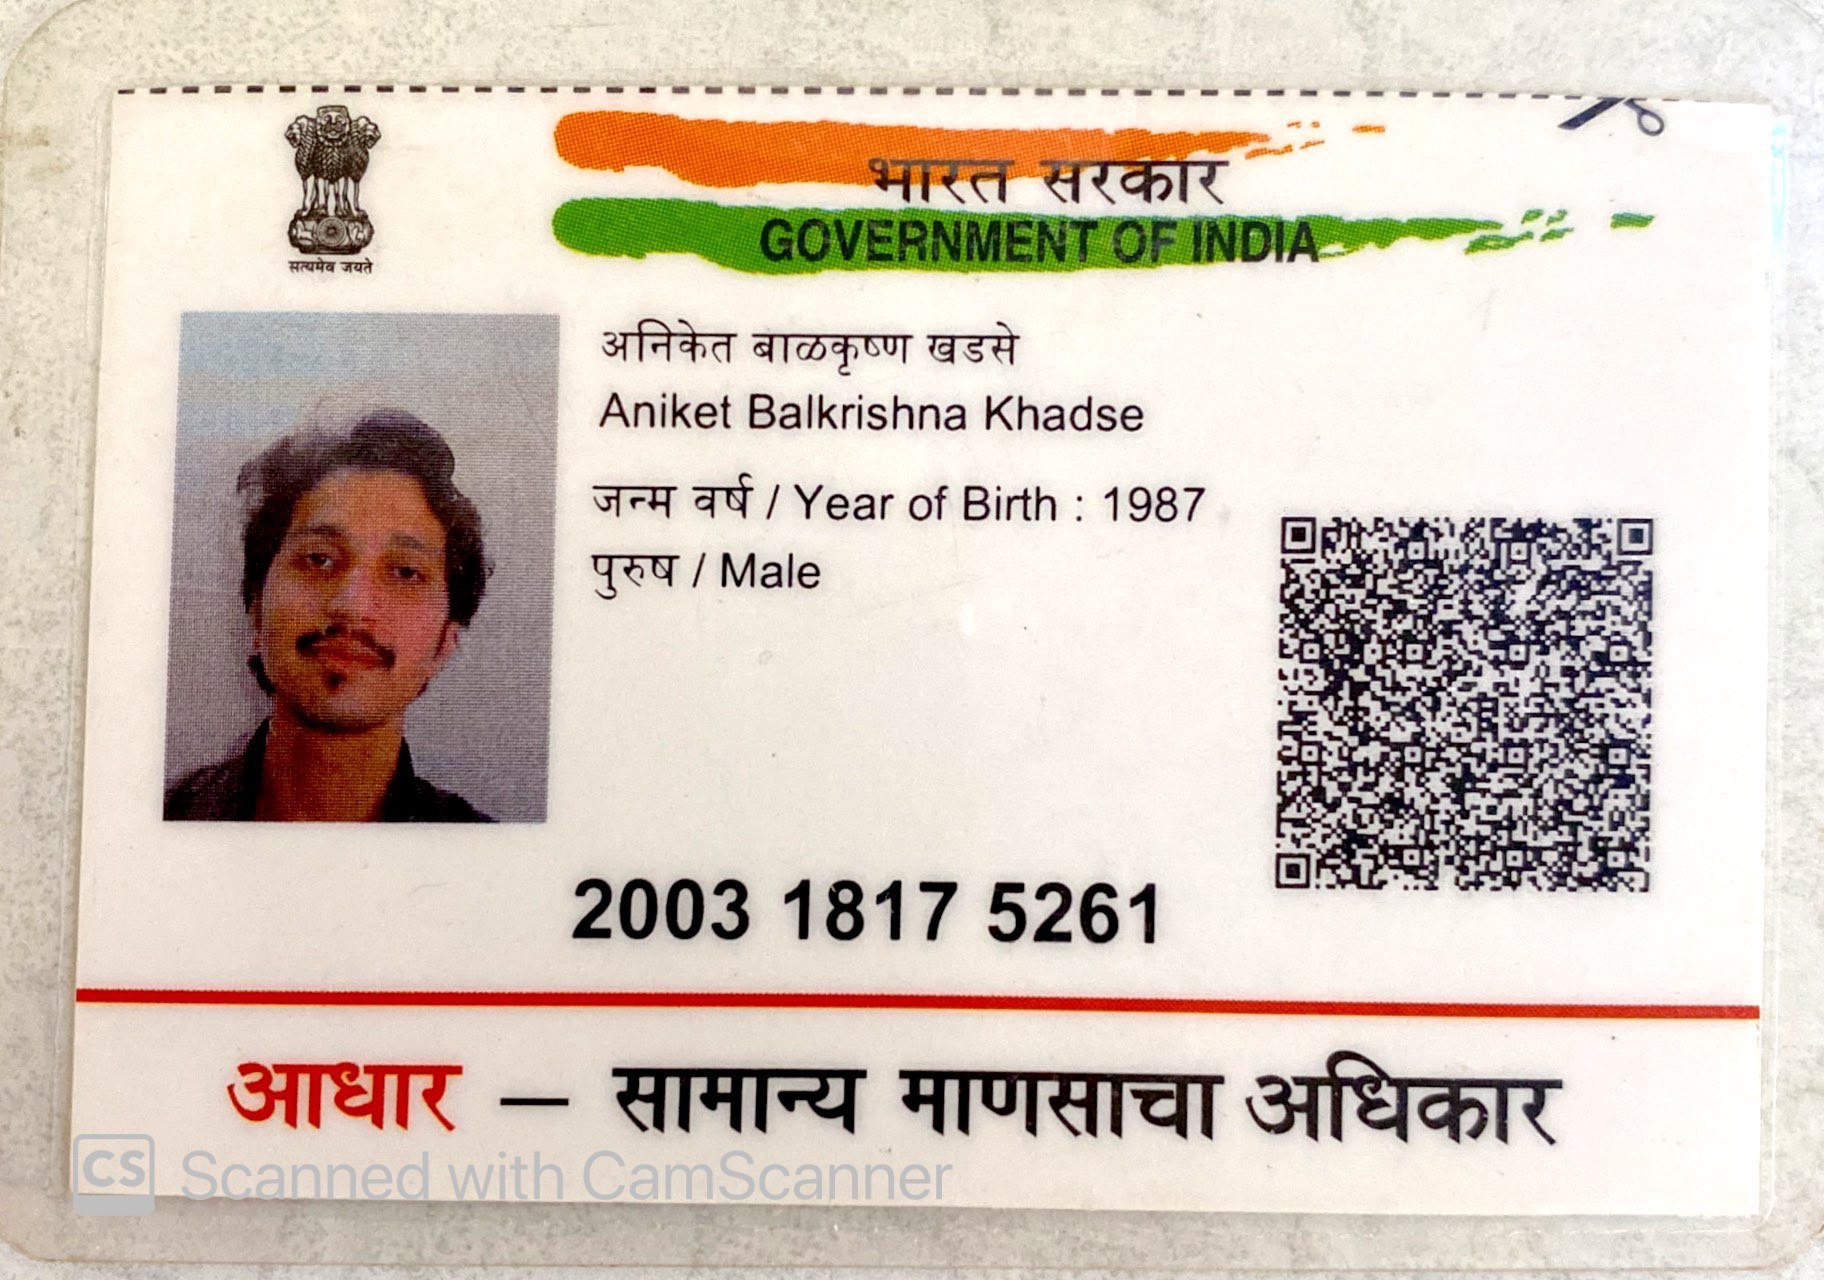 सत्यमेव जयते
भारत सरकार
GOVERNMENT OF INDIA
अनिकेत बाळकृष्ण खडसे
Aniket Balkrishna Khadse
जन्म वर्ष / Year of Birth : 1987
पुरुष / Male
2003 1817 5261
आधार – सामान्य माणसाचा अधिकार
CS Scanned with CamScanner